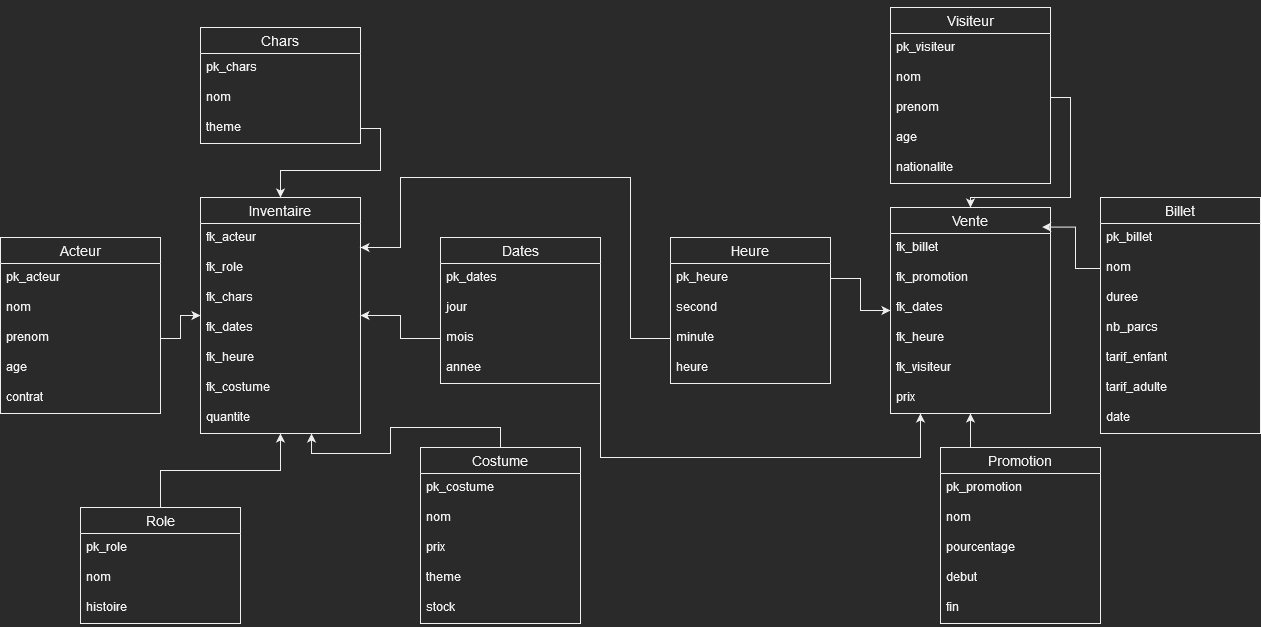 Chars
pk_chars
nom
theme
Visiteur
pk_visiteur
nom
prenom
age
nationalite
Acteur
pk_acteur
nom
prenom
age
contrat
Inventaire
fk_acteur
fk_role
fk_chars
fk_dates
fk_heure
fk_costume
quantite
Dates
pk_dates
jour
mois
annee
Heure
pk_heure
second
minute
heure
Vente
fk_billet
fk_promotion
fk_dates
fk_heure
fk_visiteur
prix
Billet
pk_billet
nom
duree
nb_parcs
tarif_enfant
tarif_adulte
date
Role
pk_role
nom
histoire
Costume
pk_costume
nom
prix
theme
stock
Promotion
pk_promotion
nom
pourcentage
debut
fin